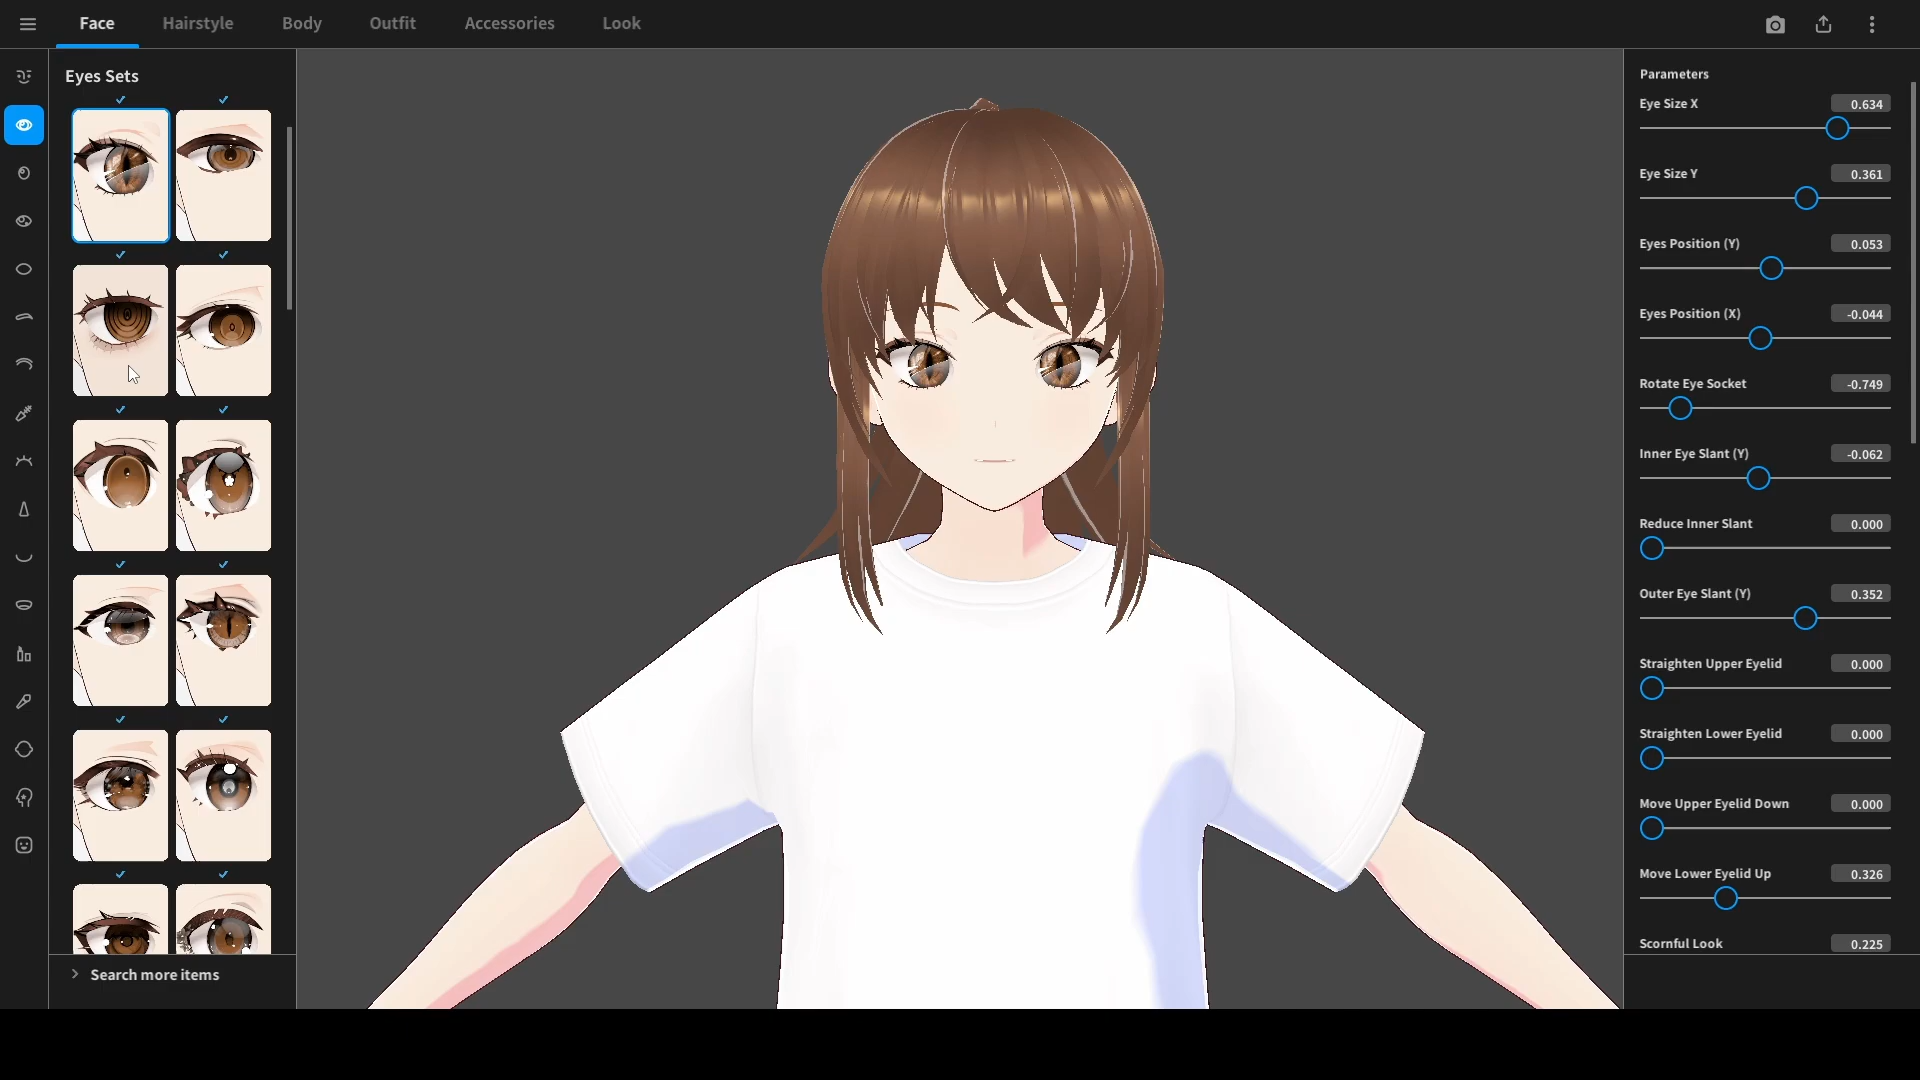 Face Hairstyle Body Outfit Accessories Look
Eyes Sets
Search more items
Parameters
Eye Size X 0.634
Eye Size Y 0.361
Eyes Position (Y) 0.053
Eyes Position (X) -0.044
Rotate Eye Socket -0.749
Inner Eye Slant (Y) -0.062
Reduce Inner Slant 0.000
Outer Eye Slant (Y) 0.352
Straighten Upper Eyelid 0.000
Straighten Lower Eyelid 0.000
Move Upper Eyelid Down 0.000
Move Lower Eyelid Up 0.326
Scornful Look 0.225